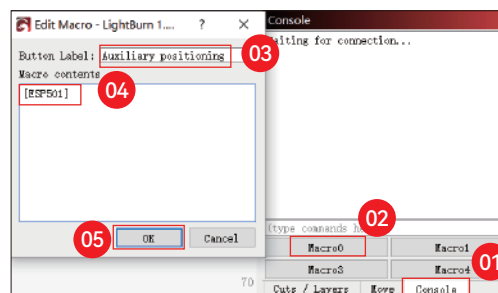 Edit Macro - LightBurn 1.... ? ×
Button Label: Auxiliary positioning
03
Macro contents
04
[ESP501]
05
OK
Cancel
70
Console
aiting for connection...
(type commands h
02
Macro0
Macro1
01
Macro3
Macro4
Cuts / Layers
Move
Console